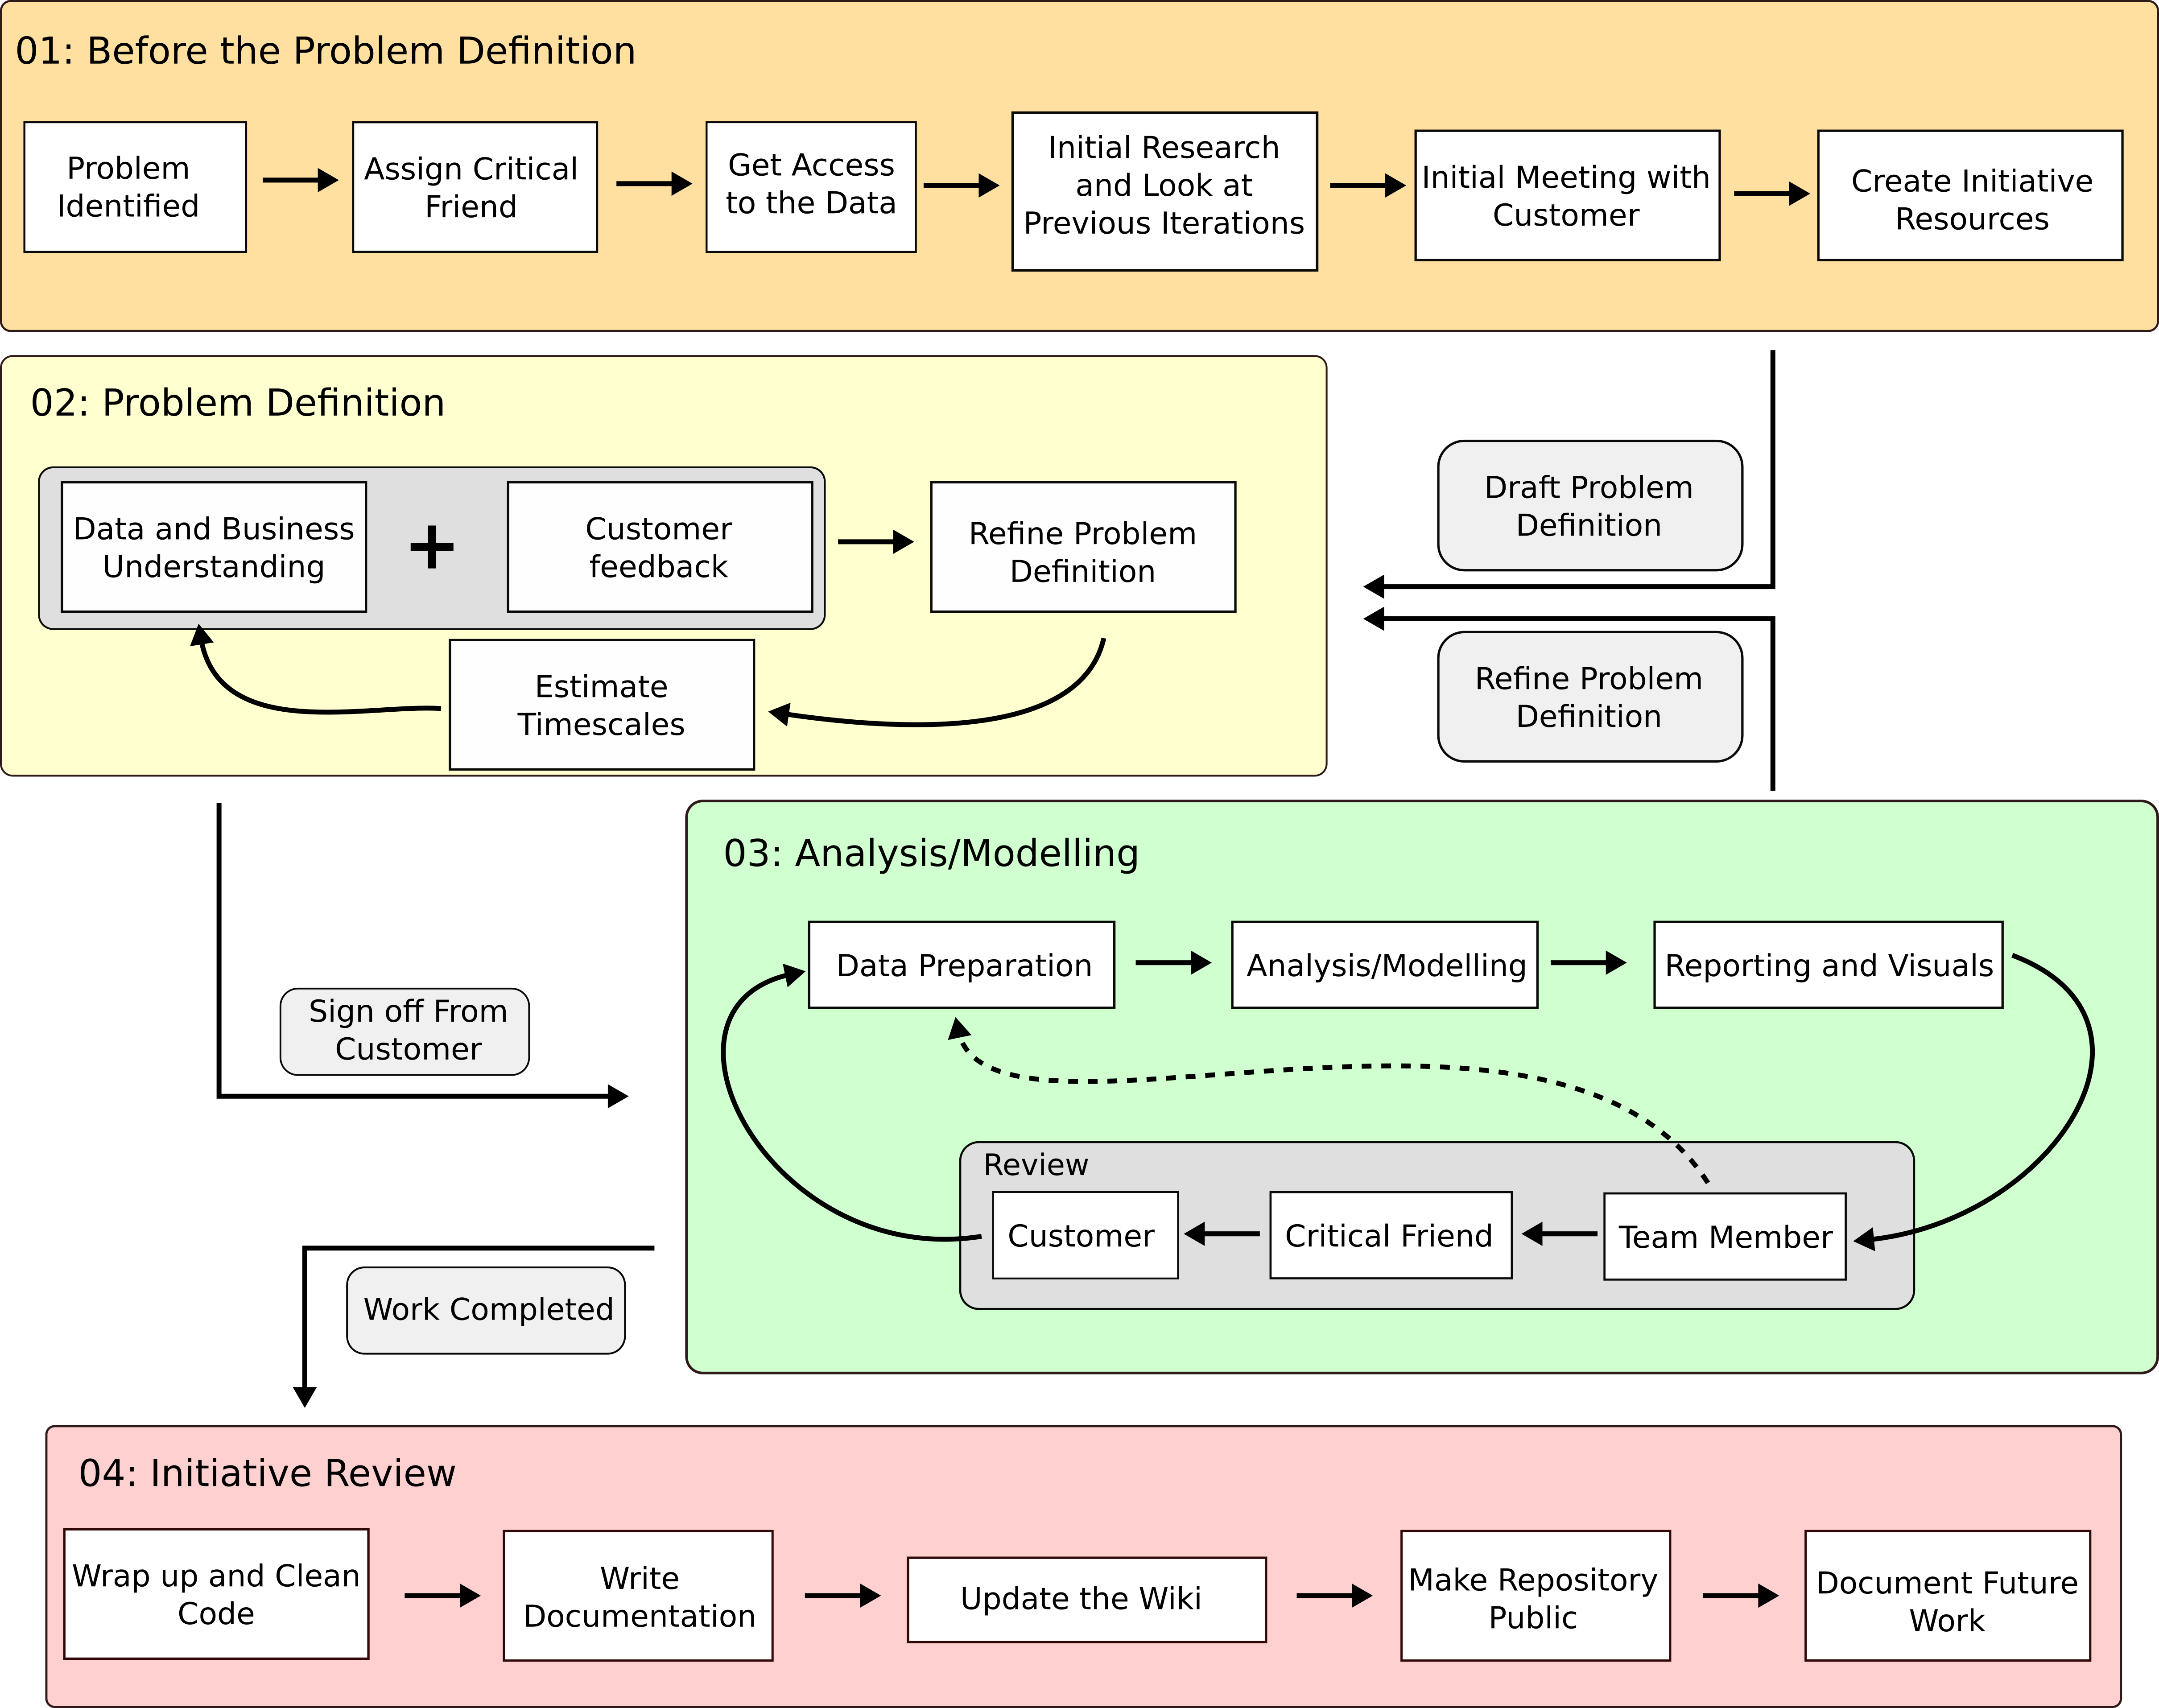 01: Before the Problem Definition
Problem
Identified
Assign Critical
Friend
Get Access
to the Data
Initial Research
and Look at
Previous Iterations
Initial Meeting with
Customer
Create Initiative
Resources
02: Problem Definition
Data and Business
Understanding
+
Customer
feedback
Refine Problem
Definition
Estimate
Timescales
Draft Problem
Definition
Refine Problem
Definition
03: Analysis/Modelling
Data Preparation
Analysis/Modelling
Reporting and Visuals
Review
Customer
Critical Friend
Team Member
Sign off From
Customer
Work Completed
04: Initiative Review
Wrap up and Clean
Code
Write
Documentation
Update the Wiki
Make Repository
Public
Document Future
Work